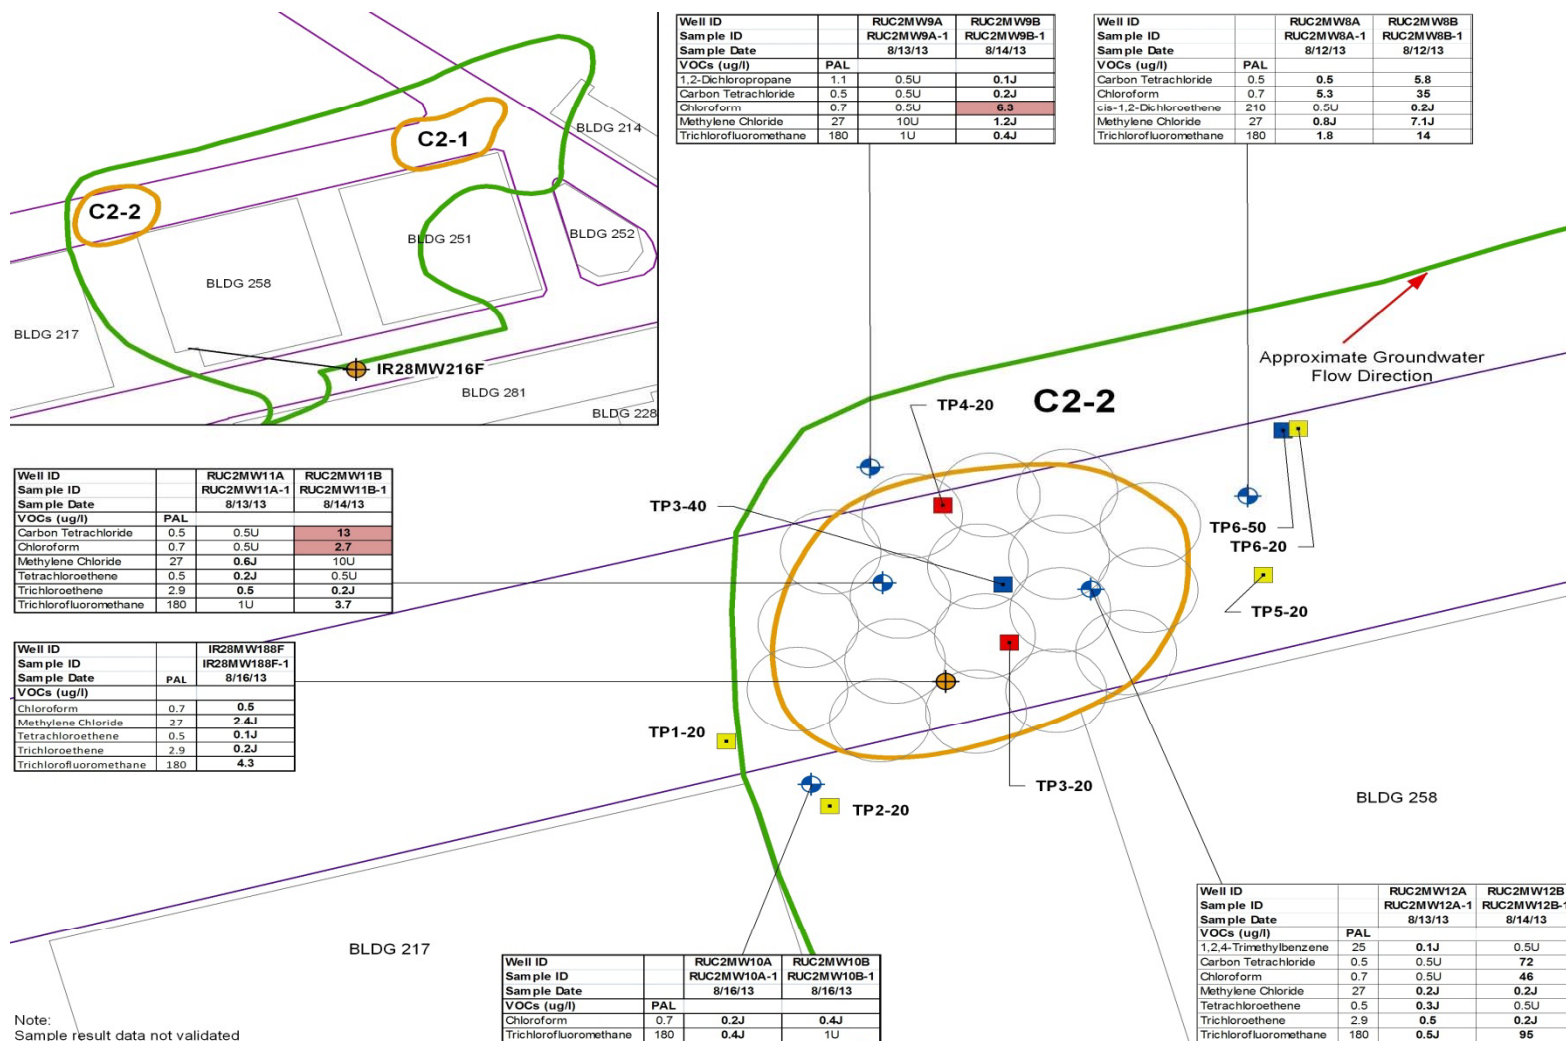 C2-1
C2-2
BLDG 214
BLDG 252
BLDG 251
BLDG 258
BLDG 217
IR28MW216F
BLDG 281
BLDG 228
Well ID RUC2MW9A RUC2MW9B
Sample ID RUC2MW9A-1 RUC2MW9B-1
Sample Date 8/13/13 8/14/13
VOCs (ug/l) PAL
1,2-Dichloropropane 1.1 0.5U 0.1J
Carbon Tetrachloride 0.5 0.5U 0.2J
Chloroform 0.7 0.5U 6.3
Methylene Chloride 27 10U 1.2J
Trichlorofluoromethane 180 1U 0.4J
Well ID RUC2MW8A RUC2MW8B
Sample ID RUC2MW8A-1 RUC2MW8B-1
Sample Date 8/12/13 8/12/13
VOCs (ug/l) PAL
Carbon Tetrachloride 0.5 0.5 5.8
Chloroform 0.7 5.3 35
cis-1,2-Dichloroethene 210 0.5U 0.2J
Methylene Chloride 27 0.8J 7.1J
Trichlorofluoromethane 180 1.8 14
Approximate Groundwater
Flow Direction
C2-2
TP4-20
TP3-40
TP6-50
TP6-20
TP5-20
TP1-20
TP3-20
TP2-20
BLDG 258
BLDG 217
Well ID RUC2MW11A RUC2MW11B
Sample ID RUC2MW11A-1 RUC2MW11B-1
Sample Date 8/13/13 8/14/13
VOCs (ug/l) PAL
Carbon Tetrachloride 0.5 0.5U 13
Chloroform 0.7 0.5U 2.7
Methylene Chloride 27 0.6J 10U
Tetrachloroethene 0.5 0.2J 0.5U
Trichloroethene 2.9 0.5 0.2J
Trichlorofluoromethane 180 1U 3.7
Well ID IR28MW188F
Sample ID IR28MW188F-1
Sample Date PAL 8/16/13
VOCs (ug/l)
Chloroform 0.7 0.5
Methylene Chloride 27 2.4J
Tetrachloroethene 0.5 0.1J
Trichloroethene 2.9 0.2J
Trichlorofluoromethane 180 4.3
Well ID RUC2MW10A RUC2MW10B
Sample ID RUC2MW10A-1 RUC2MW10B-1
Sample Date 8/16/13 8/16/13
VOCs (ug/l) PAL
Chloroform 0.7 0.2J 0.4J
Trichlorofluoromethane 180 0.4J 1U
Well ID RUC2MW12A RUC2MW12B
Sample ID RUC2MW12A-1 RUC2MW12B-1
Sample Date 8/13/13 8/14/13
VOCs (ug/l) PAL
1,2,4-Trimethylbenzene 25 0.1J 0.5U
Carbon Tetrachloride 0.5 0.5U 72
Chloroform 0.7 0.5U 46
Methylene Chloride 27 0.2J 0.2J
Tetrachloroethene 0.5 0.3J 0.5U
Trichloroethene 2.9 0.5 0.2J
Trichlorofluoromethane 180 0.5J 95
Note:
Sample result data not validated